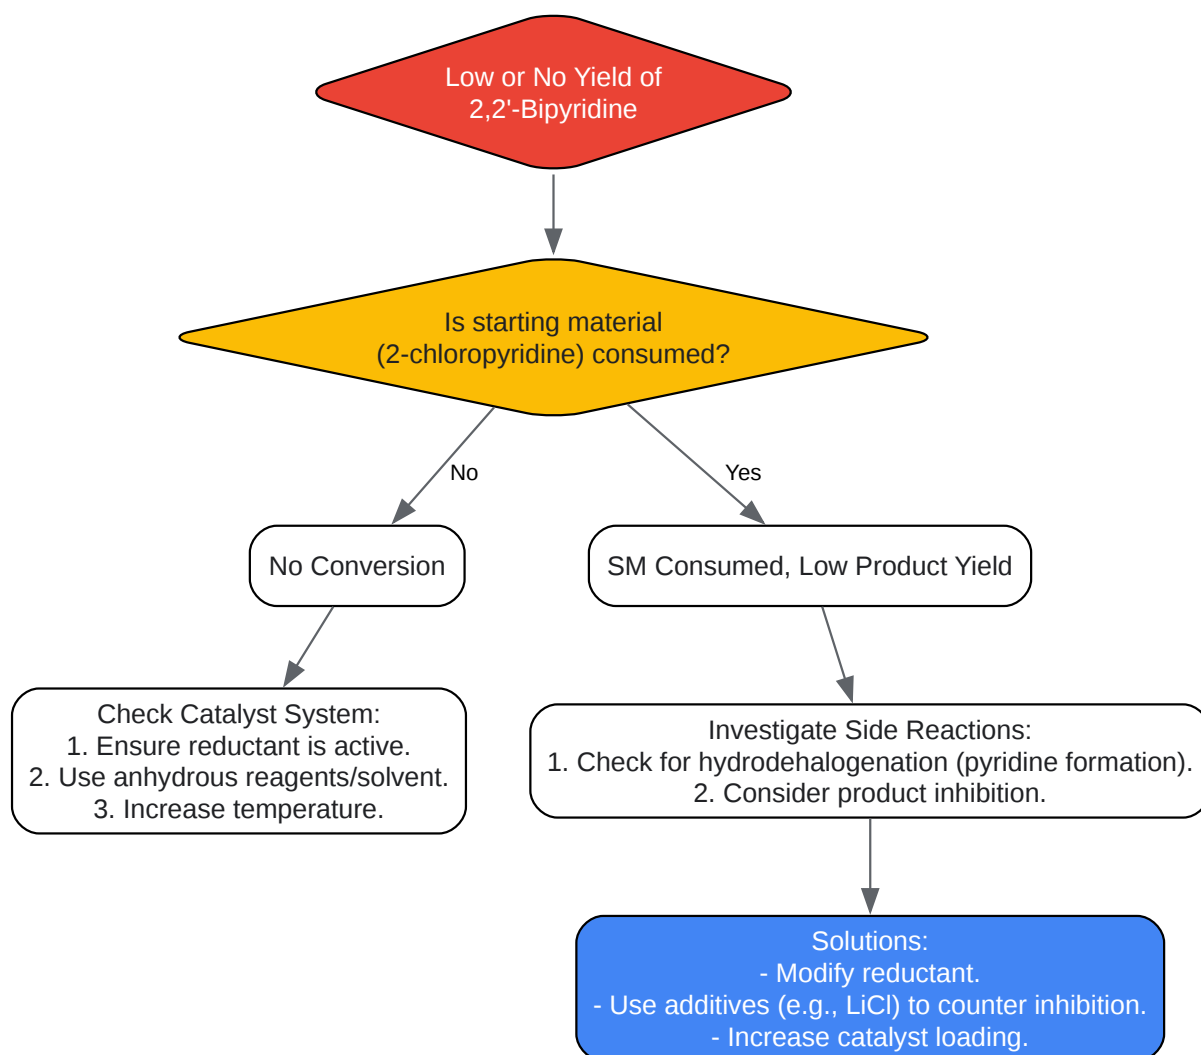 Low or No Yield of
2,2'-Bipyridine
Is starting material
(2-chloropyridine) consumed?
No
Yes
No Conversion
SM Consumed, Low Product Yield
Check Catalyst System:
1. Ensure reductant is active.
2. Use anhydrous reagents/solvent.
3. Increase temperature.
Investigate Side Reactions:
1. Check for hydrodehalogenation (pyridine formation).
2. Consider product inhibition.
Solutions:
- Modify reductant.
- Use additives (e.g., LiCl) to counter inhibition.
- Increase catalyst loading.